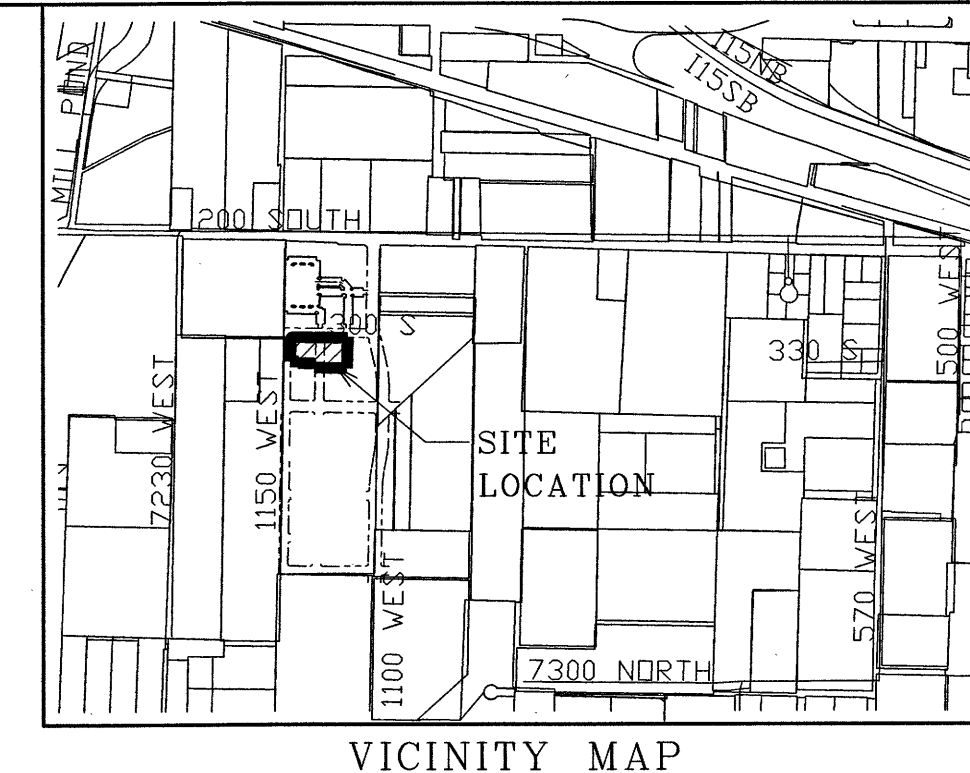 I15NB
I15SB
MILL POND
200 SOUTH
300 S
330 S
500 WEST
7230 WEST
1150 WEST
SITE
LOCATION
570 WEST
1100 WEST
7300 NORTH
VICINITY MAP